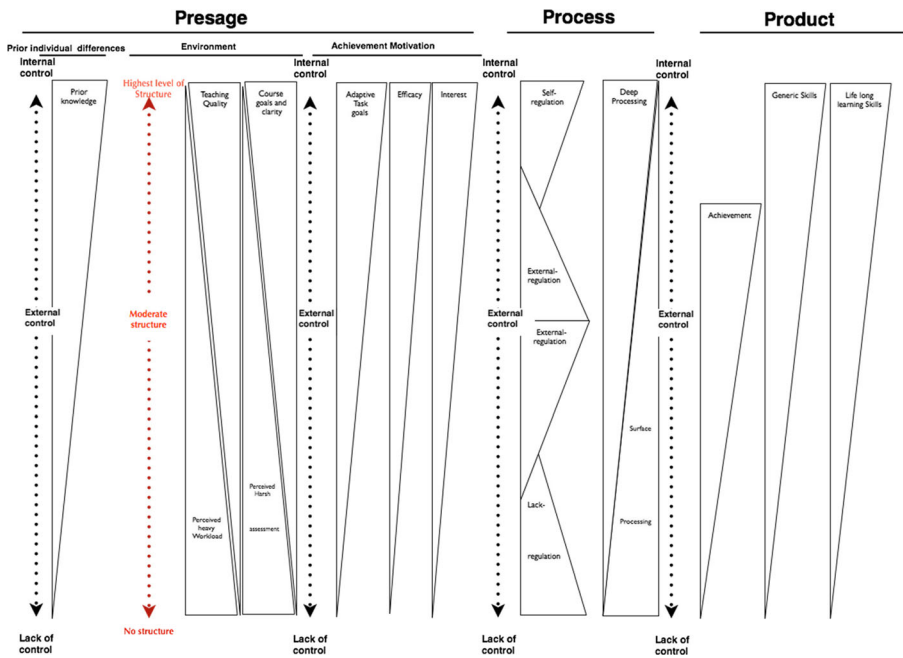 Presage
Process
Product
Prior individual differences
Environment
Achievement Motivation
Internal
control
Highest level of
Structure
Internal
control
Internal
control
Internal
control
Prior
knowledge
Teaching
Quality
Course
goals and
clarity
Adaptive
Task
goals
Efficacy
Interest
Self-
regulation
Deep
Processing
Generic Skills
Life long
learning Skills
Achievement
External-
regulation
External
control
Moderate
structure
External
control
External
control
External
control
External-
regulation
Surface
Processing
Perceived
Harsh
assessment
Perceived
heavy
Workload
Lack-
regulation
Lack of
control
No structure
Lack of
control
Lack of
control
Lack of
control